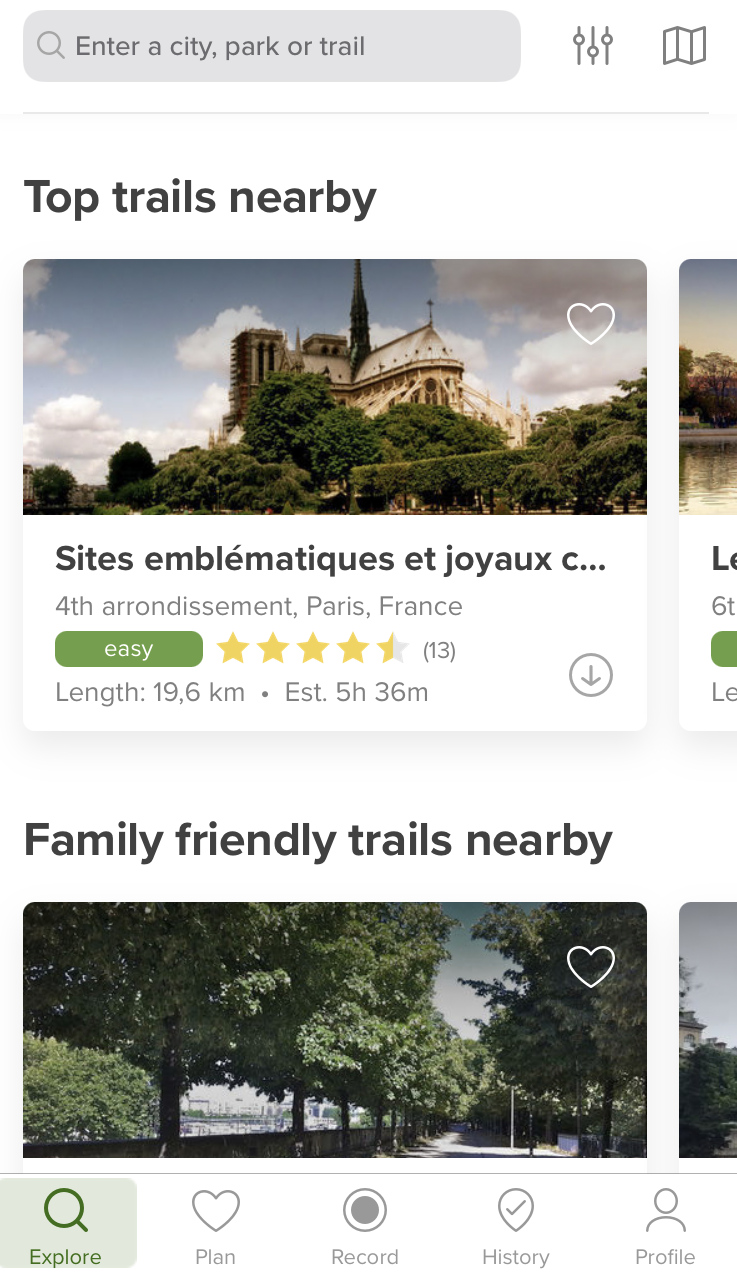 Enter a city, park or trail
Top trails nearby
Sites emblématiques et joyaux c...
4th arrondissement, Paris, France
easy (13)
Length: 19,6 km • Est. 5h 36m
Le
6t
Le
Family friendly trails nearby
Explore Plan Record History Profile